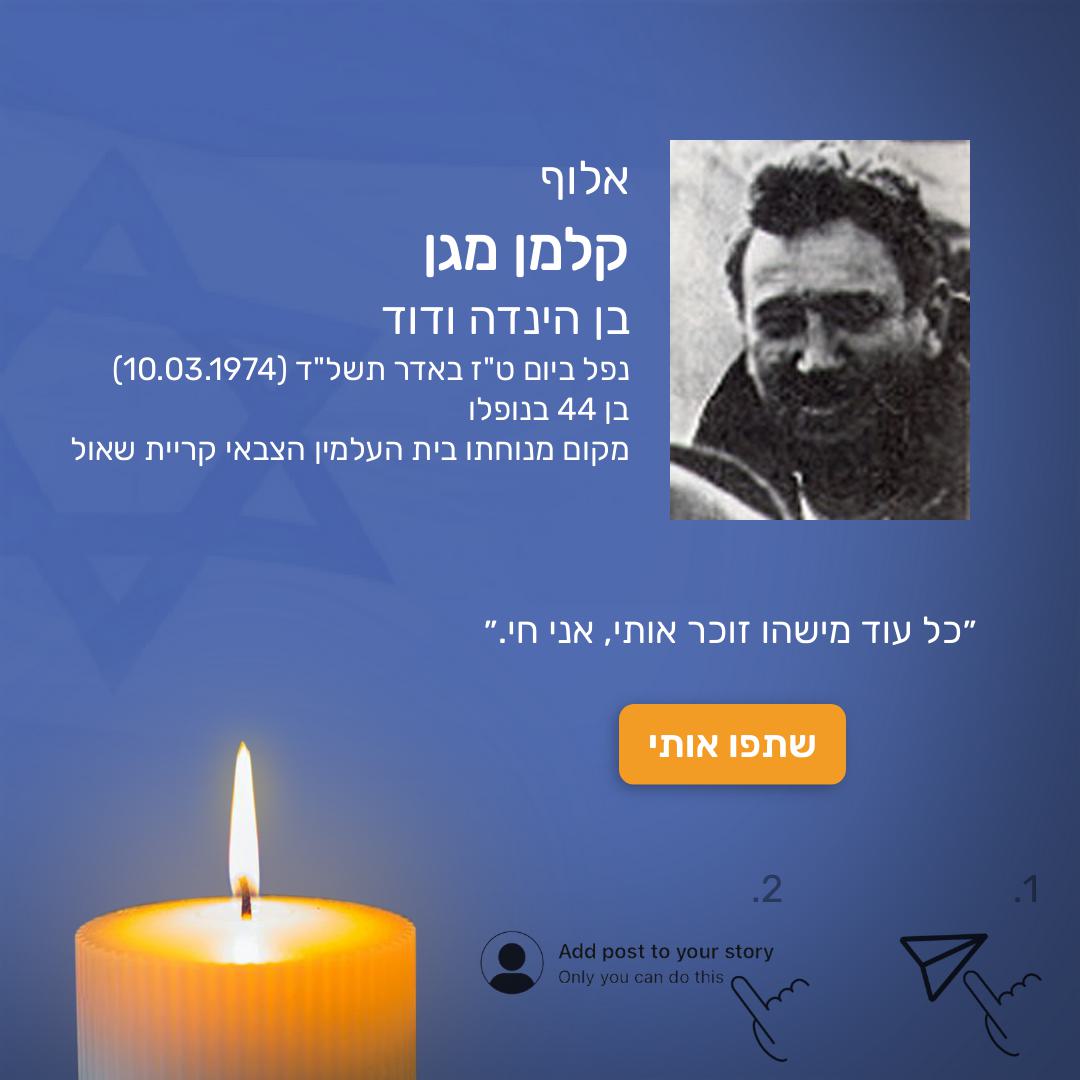 אלוף
קלמן מגן
בן הינדה ודוד
נפל ביום ט"ז באדר תשל"ד (10.03.1974)
בן 44 בנופלו
מקום מנוחתו בית העלמין הצבאי קריית שאול
״כל עוד מישהו זוכר אותי, אני חי.״
שתפו אותי
1.
2.
Add post to your story
Only you can do this